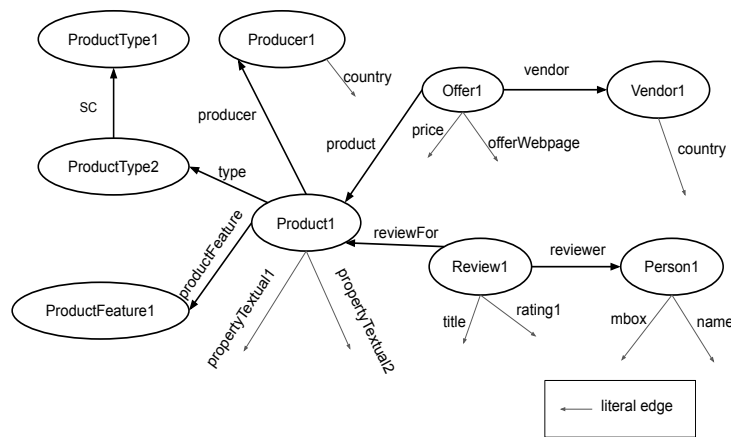 ProductType1
Producer1
country
vendor
Offer1
Vendor1
SC
producer
product
price
offerWebpage
country
ProductType2
type
Product1
reviewFor
productFeature
reviewer
Review1
Person1
ProductFeature1
propertyTextual1
propertyTextual2
title
rating1
mbox
name
literal edge